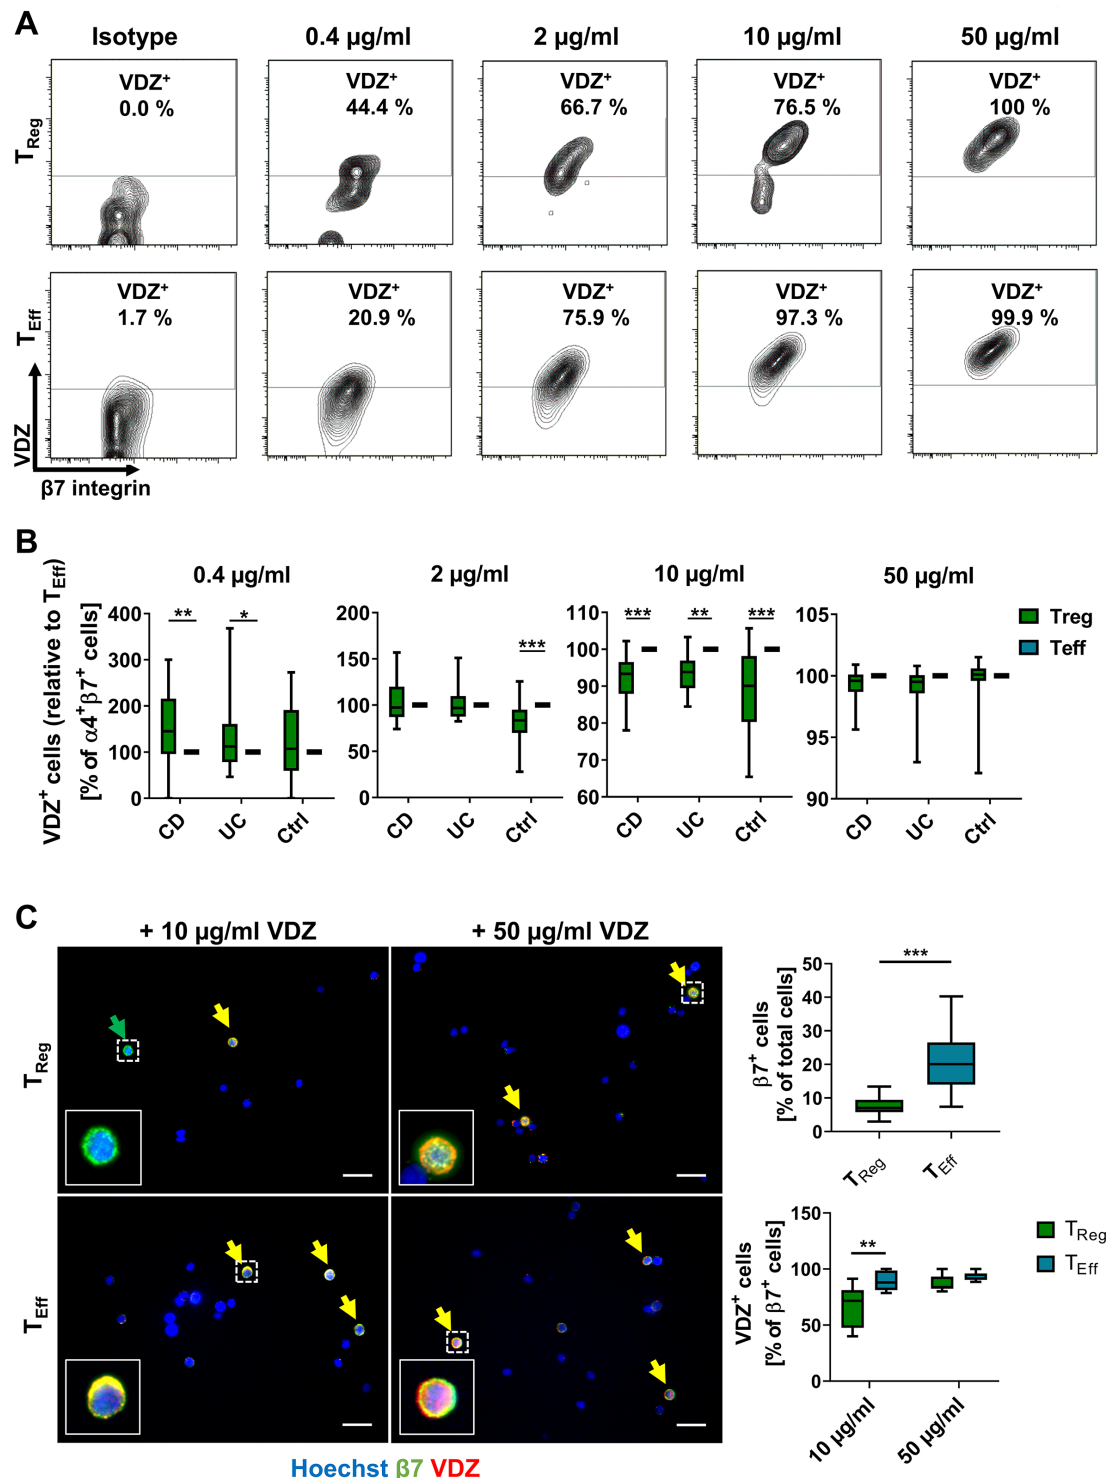 A
Isotype 0.4 µg/ml 2 µg/ml 10 µg/ml 50 µg/ml
TReg
VDZ+ VDZ+ VDZ+ VDZ+ VDZ+
0.0 % 44.4 % 66.7 % 76.5 % 100 %
TEff
VDZ+ VDZ+ VDZ+ VDZ+ VDZ+
1.7 % 20.9 % 75.9 % 97.3 % 99.9 %
VDZ
β7 integrin
B
VDZ+ cells (relative to TEff)
[% of α4+β7+ cells]
0.4 µg/ml
400
300
200
100
0
** *
CD UC Ctrl
2 µg/ml
200
150
100
50
0
***
CD UC Ctrl
10 µg/ml
110
100
90
80
70
60
*** ** ***
CD UC Ctrl
50 µg/ml
105
100
95
90
CD UC Ctrl
Treg
Teff
C
+ 10 µg/ml VDZ + 50 µg/ml VDZ
TReg
TEff
Hoechst β7 VDZ
β7+ cells
[% of total cells]
50
40
30
20
10
0
***
TReg TEff
VDZ+ cells
[% of β7+ cells]
150
100
50
0
**
10 µg/ml 50 µg/ml
TReg
TEff